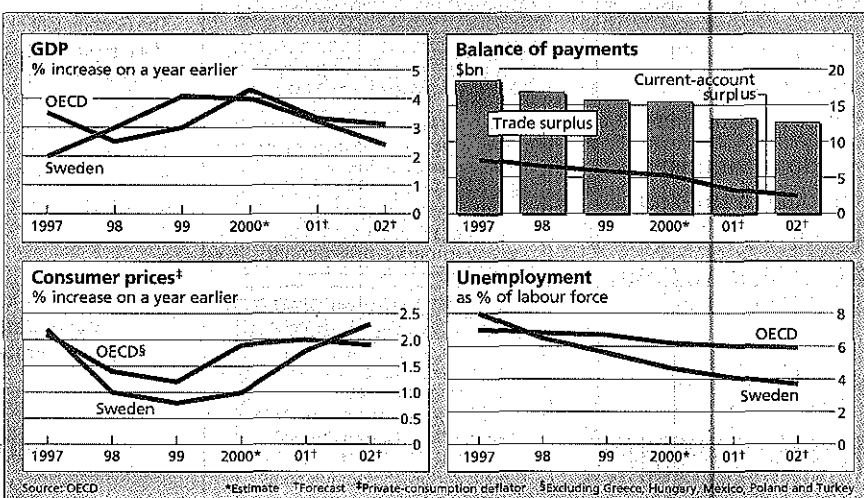 GDP
% increase on a year earlier
5
OECD
4
3
2
Sweden
1
0
1997 98 99 2000* 01† 02†
Balance of payments
$bn
20
Current-account
surplus
15
Trade surplus
10
5
0
1997 98 99 2000* 01† 02†
Consumer prices‡
% increase on a year earlier
2.5
OECD§
2.0
1.5
1.0
Sweden
0.5
0
1997 98 99 2000* 01† 02†
Unemployment
as % of labour force
8
OECD
6
4
Sweden
2
0
1997 98 99 2000* 01† 02†
Source: OECD *Estimate †Forecast ‡Private-consumption deflator §Excluding Greece, Hungary, Mexico, Poland and Turkey